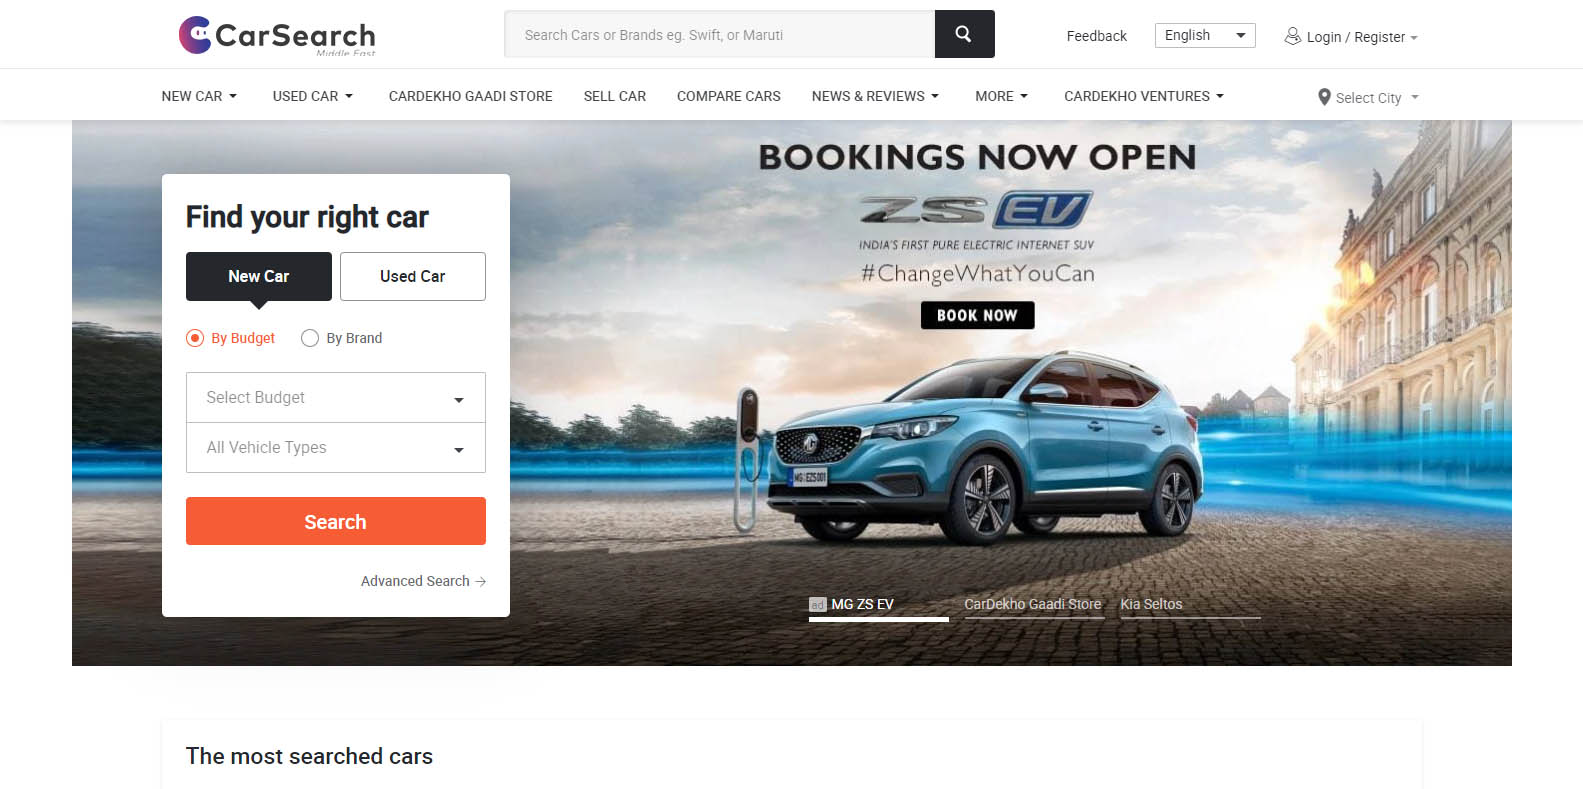 CarSearch
Middle East
Search Cars or Brands eg. Swift, or Maruti
Feedback
English
Login / Register
NEW CAR
USED CAR
CARDEKHO GAADI STORE
SELL CAR
COMPARE CARS
NEWS & REVIEWS
MORE
CARDEKHO VENTURES
Select City
Find your right car
New Car
Used Car
By Budget
By Brand
Select Budget
All Vehicle Types
Search
Advanced Search
BOOKINGS NOW OPEN
ZS EV
INDIA'S FIRST PURE ELECTRIC INTERNET SUV
#ChangeWhatYouCan
BOOK NOW
MG
MG EZS001
ad MG ZS EV
CarDekho Gaadi Store
Kia Seltos
The most searched cars